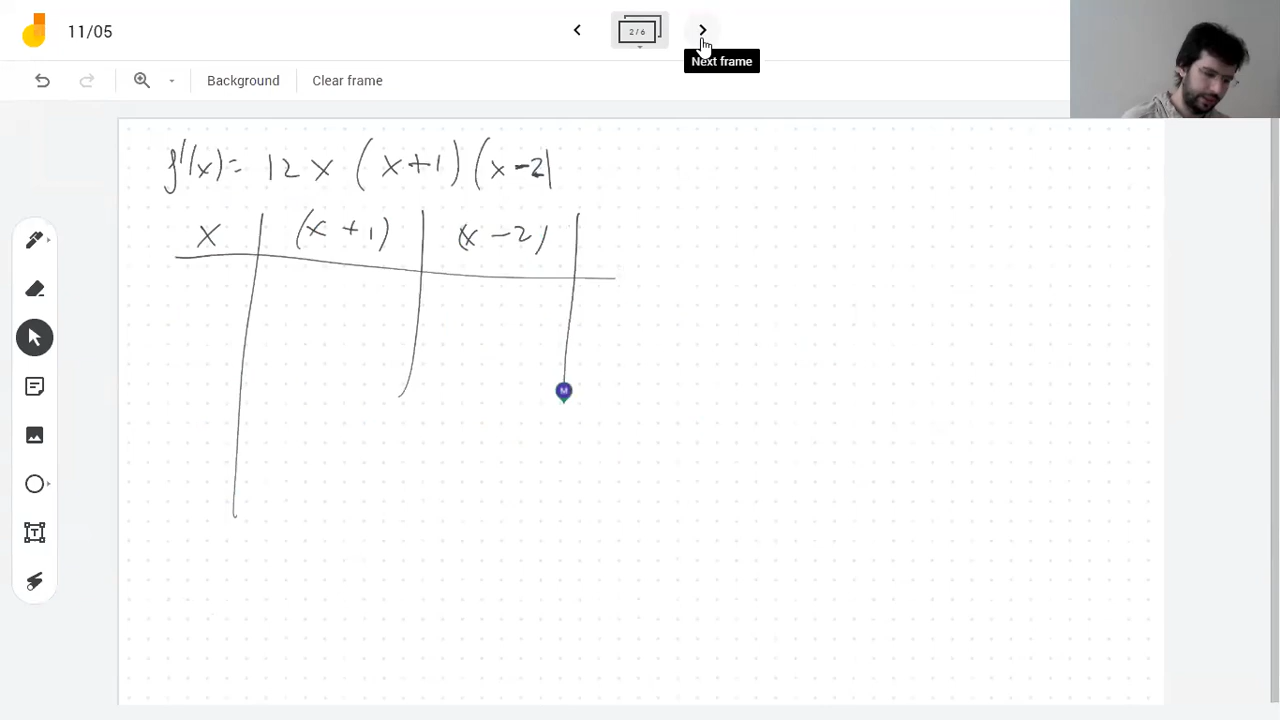 11/05
2 / 6
Next frame
Background
Clear frame
f'(x)= 12 x (x+1)(x-2)
x | (x + 1) | (x - 2) |
M